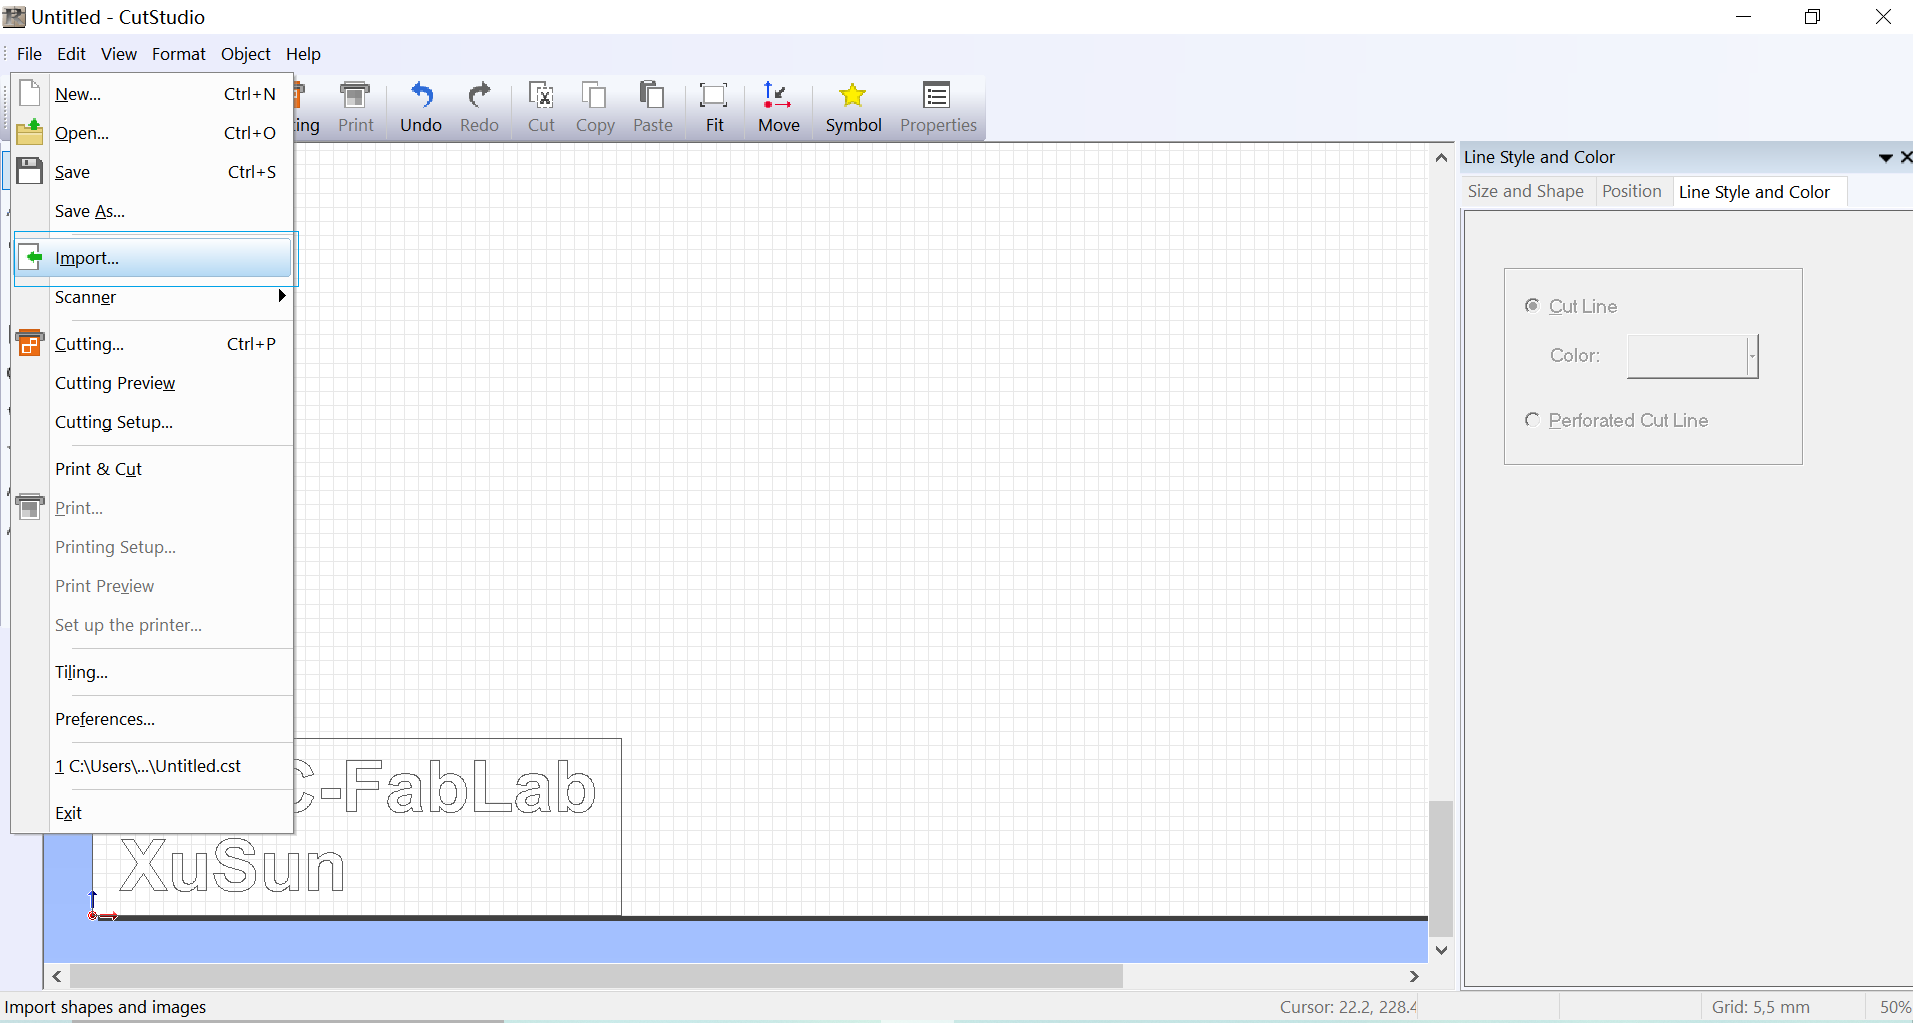 Untitled - CutStudio
File Edit View Format Object Help
New... Ctrl+N
Open... Ctrl+O
Save Ctrl+S
Save As...
Import...
Scanner
Cutting... Ctrl+P
Cutting Preview
Cutting Setup...
Print & Cut
Print...
Printing Setup...
Print Preview
Set up the printer...
Tiling...
Preferences...
1 C:\Users\...\Untitled.cst
Exit
ing Print Undo Redo Cut Copy Paste Fit Move Symbol Properties
C-FabLab
XuSun
Line Style and Color
Size and Shape Position Line Style and Color
Cut Line
Color:
Perforated Cut Line
Import shapes and images Cursor: 22.2, 228.4 Grid: 5,5 mm 50%